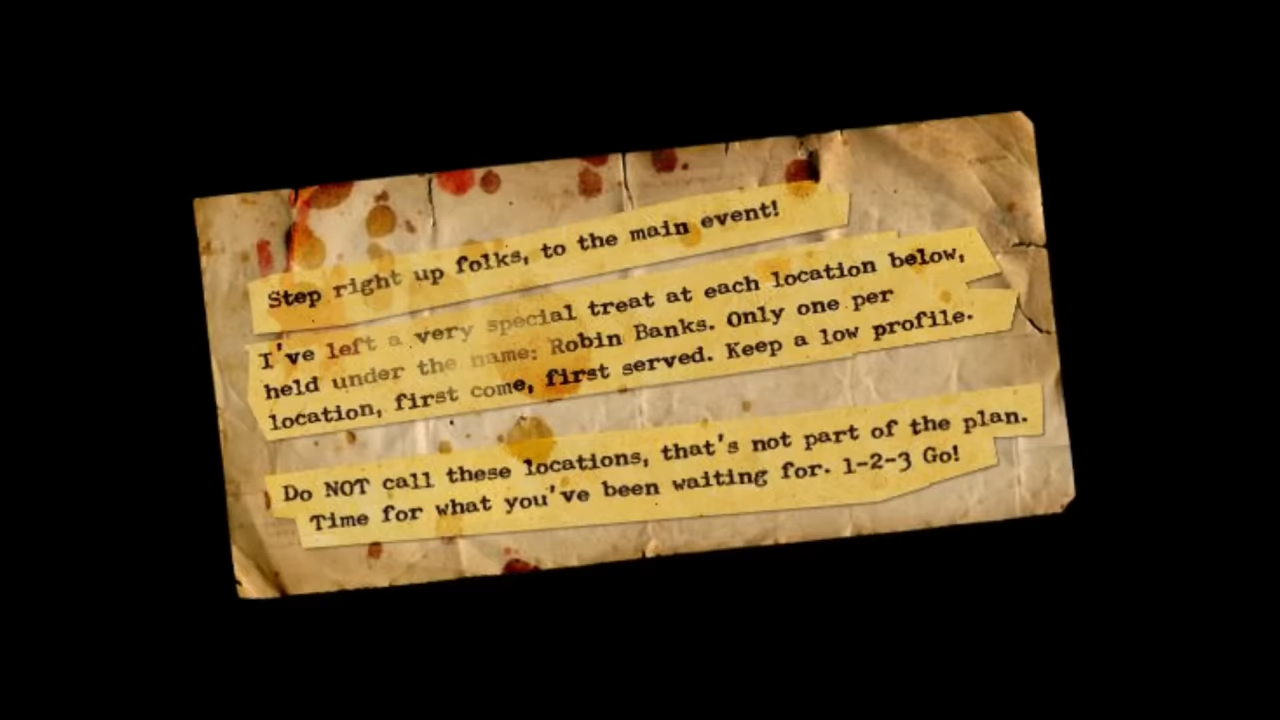 Step right up folks, to the main event!
I've left a very special treat at each location below,
held under the name: Robin Banks. Only one per
location, first come, first served. Keep a low profile.
Do NOT call these locations, that's not part of the plan.
Time for what you've been waiting for. 1-2-3 Go!